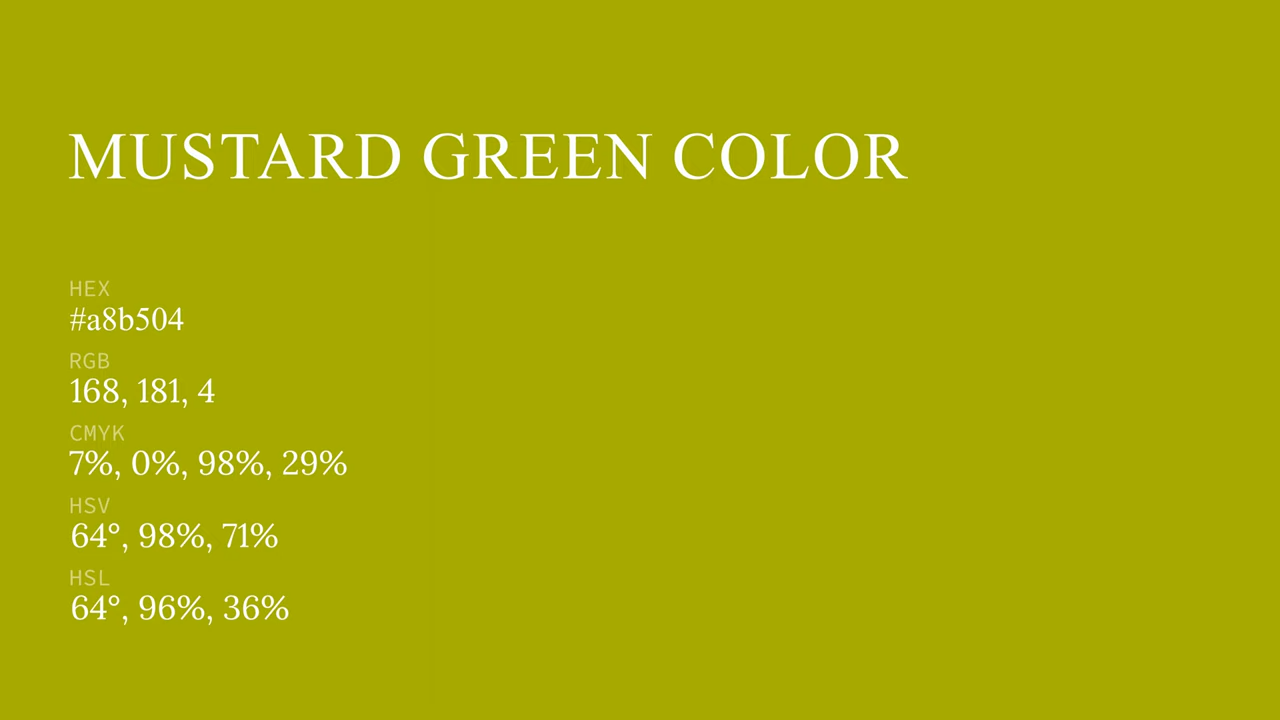 MUSTARD GREEN COLOR
HEX
#a8b504
RGB
168, 181, 4
CMYK
7%, 0%, 98%, 29%
HSV
64°, 98%, 71%
HSL
64°, 96%, 36%